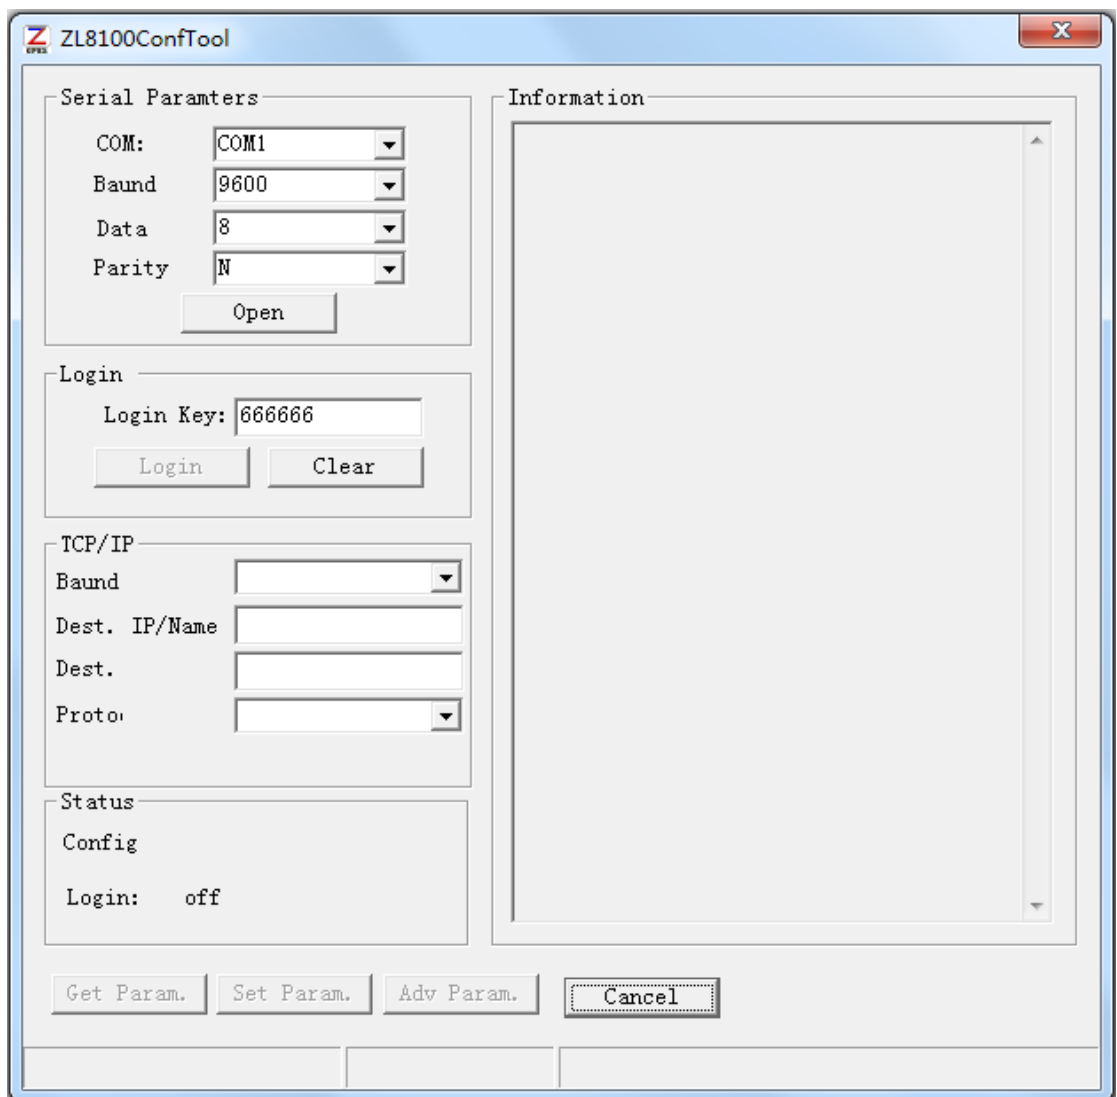 ZL8100ConfTool
Serial Paramters
COM: COM1
Baund 9600
Data 8
Parity N
Open
Login
Login Key: 666666
Login Clear
TCP/IP
Baund
Dest. IP/Name
Dest.
Proto
Status
Config
Login: off
Information
Get Param. Set Param. Adv Param. Cancel